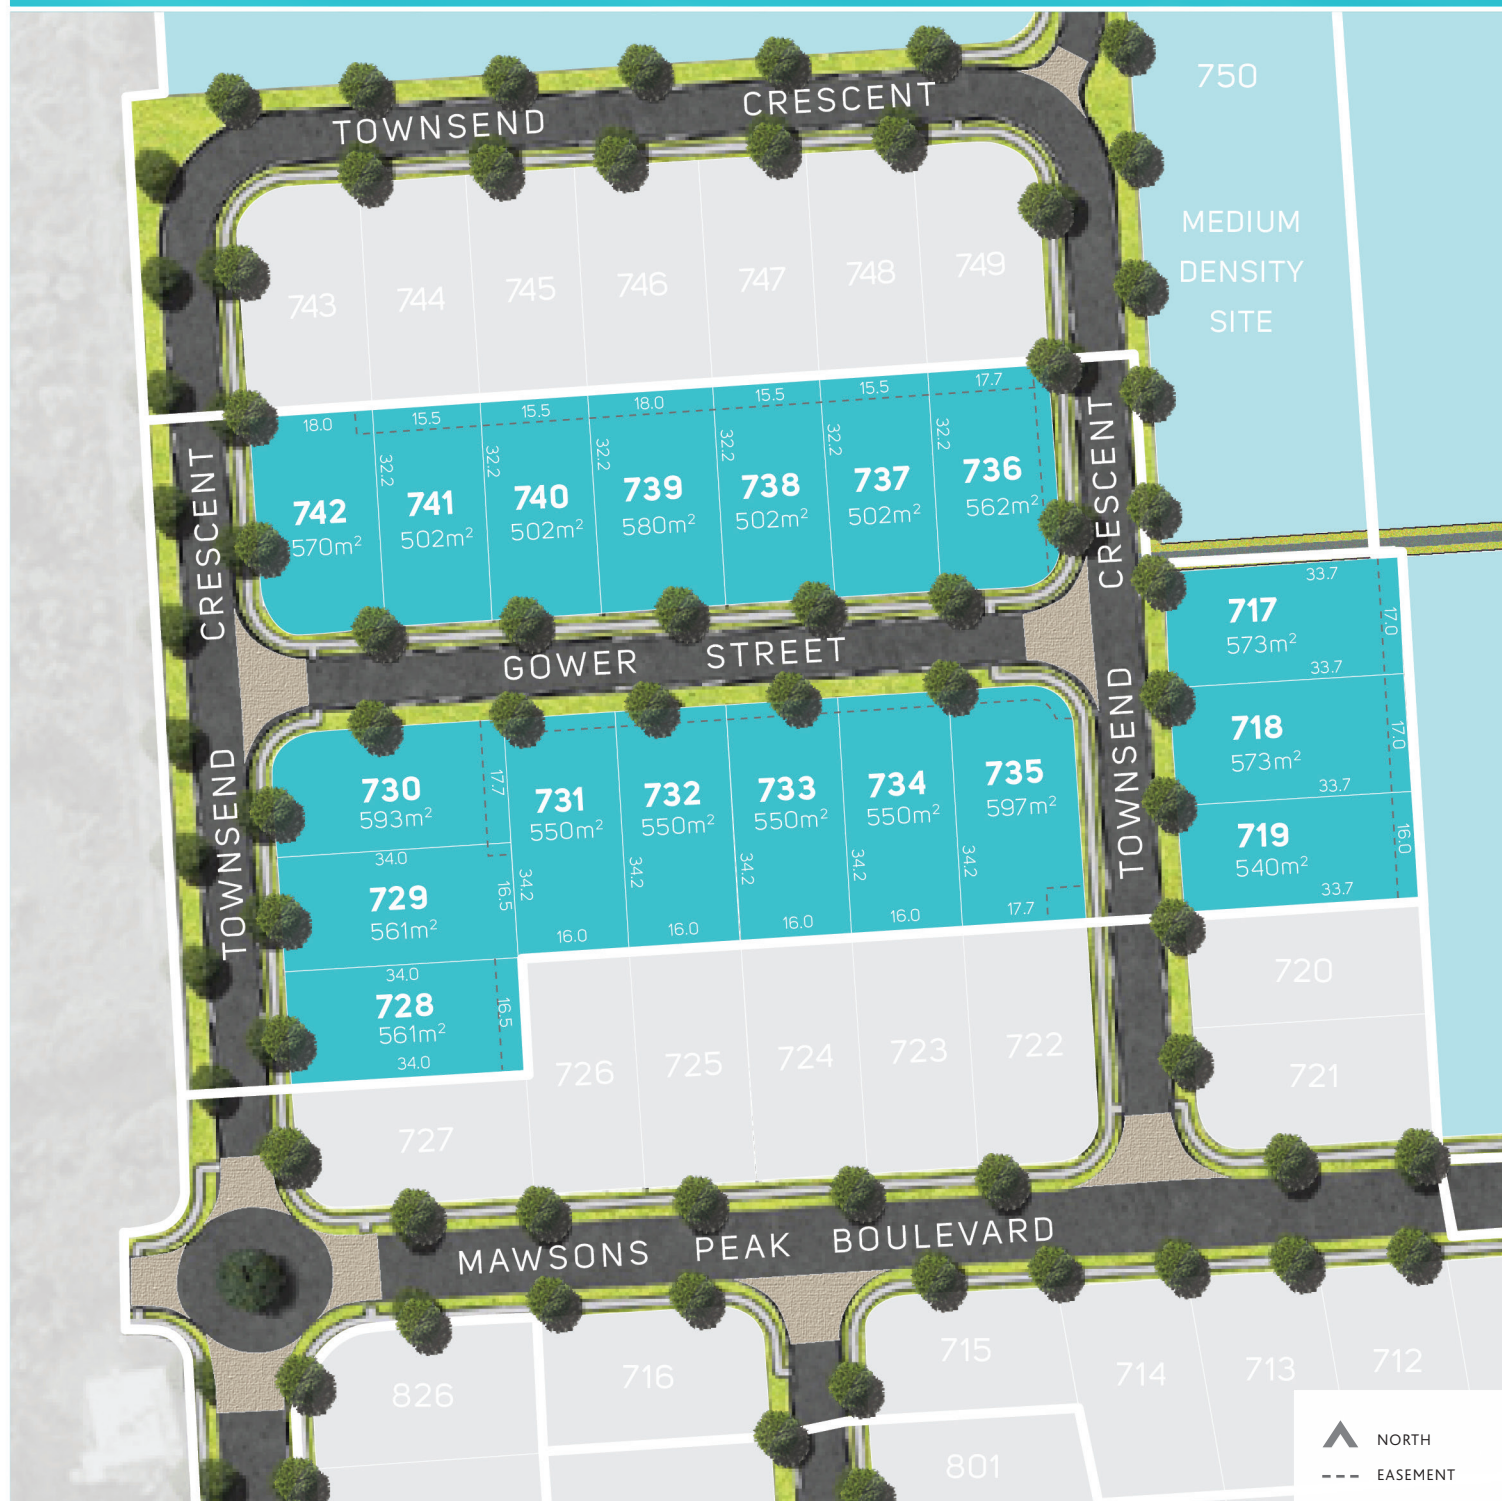 TOWNSEND CRESCENT
750
MEDIUM
DENSITY
SITE
743 744 745 746 747 748 749
18.0 15.5 15.5 18.0 15.5 15.5 17.7
32.2 32.2 32.2 32.2 32.2 32.2
742
570m²
741
502m²
740
502m²
739
580m²
738
502m²
737
502m²
736
562m²
TOWNSEND CRESCENT
TOWNSEND CRESCENT
GOWER STREET
33.7
717
573m²
17.0
33.7
718
573m²
17.0
33.7
719
540m²
16.0
33.7
730
593m²
17.7
34.0
729
561m²
16.5
34.0
728
561m²
16.5
34.0
731
550m²
732
550m²
733
550m²
734
550m²
735
597m²
34.2 34.2 34.2 34.2 34.2
16.0 16.0 16.0 16.0 17.7
720
721
726 725 724 723 722
727
MAWSONS PEAK BOULEVARD
826
716
715
714
713
712
801
NORTH
EASEMENT